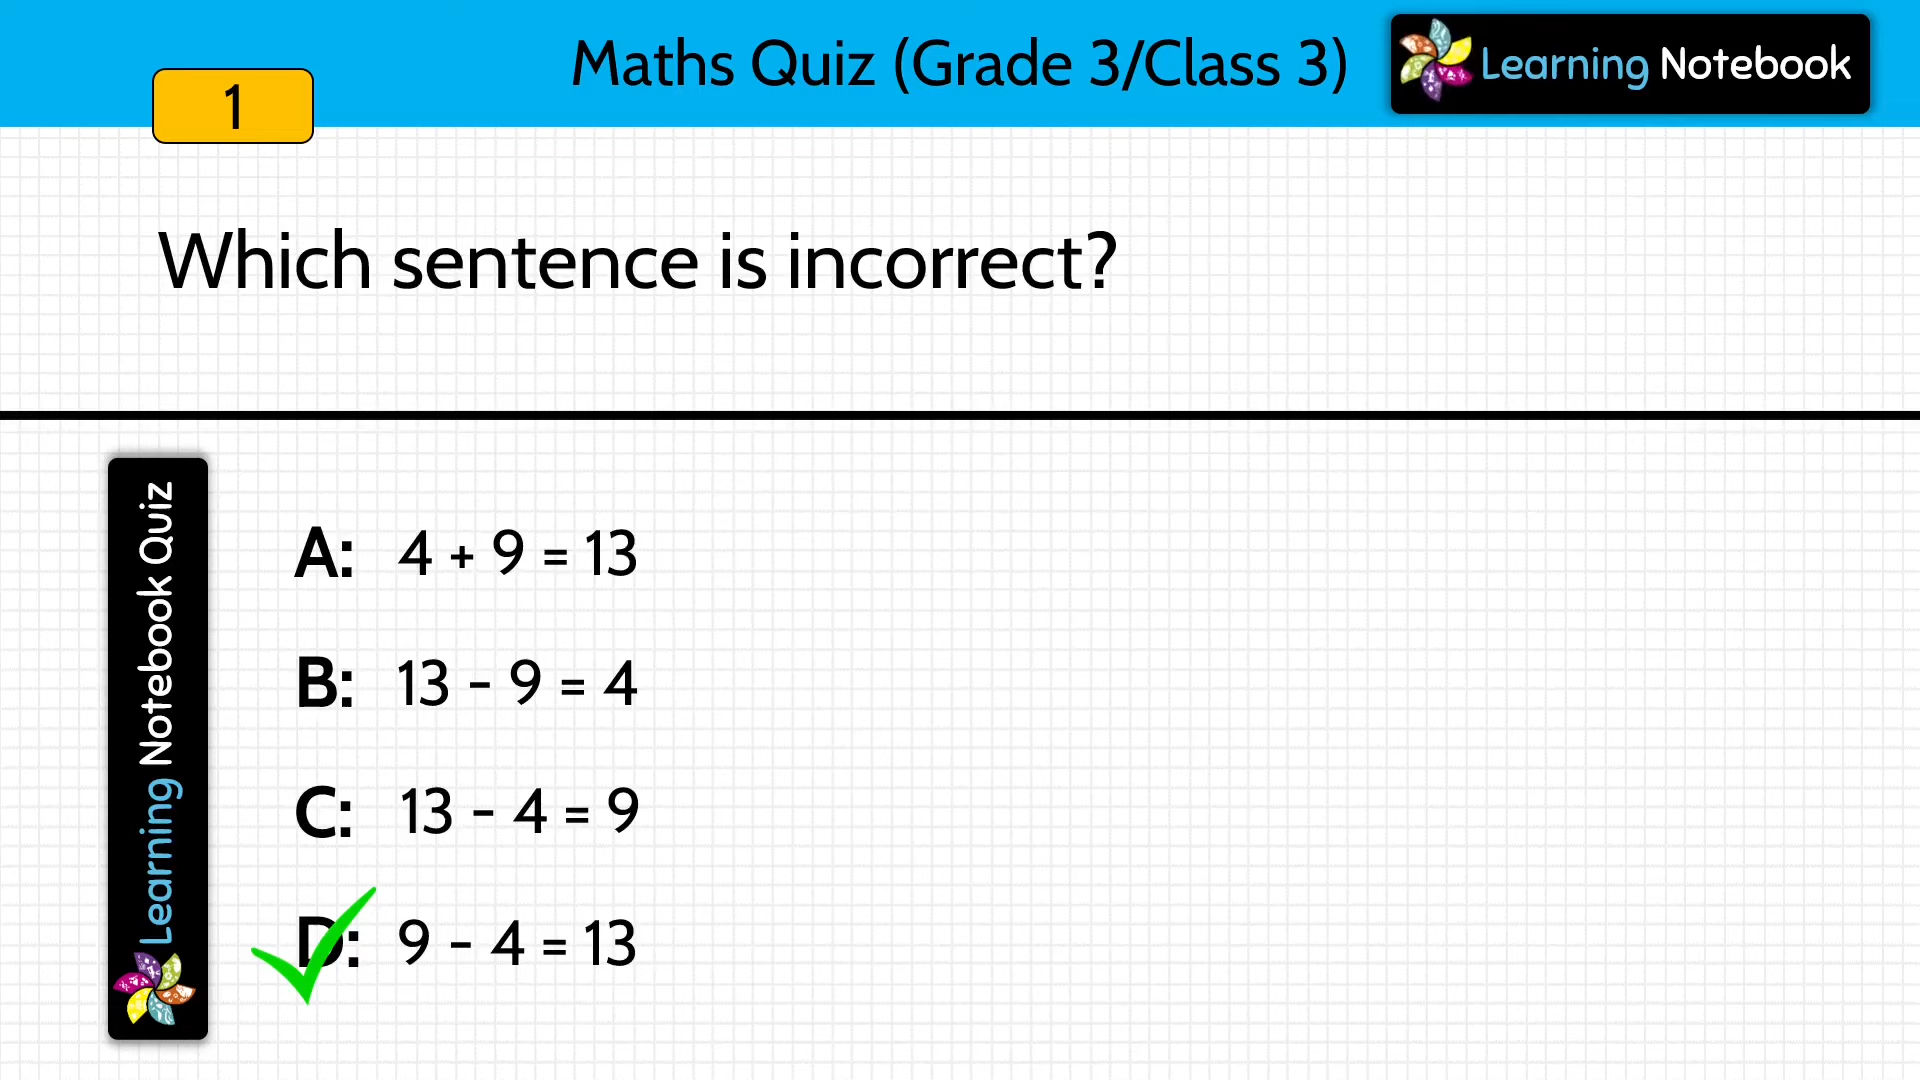 Maths Quiz (Grade 3/Class 3)
Learning Notebook
1
Which sentence is incorrect?
Learning Notebook Quiz
A: 4 + 9 = 13
B: 13 - 9 = 4
C: 13 - 4 = 9
D: 9 - 4 = 13